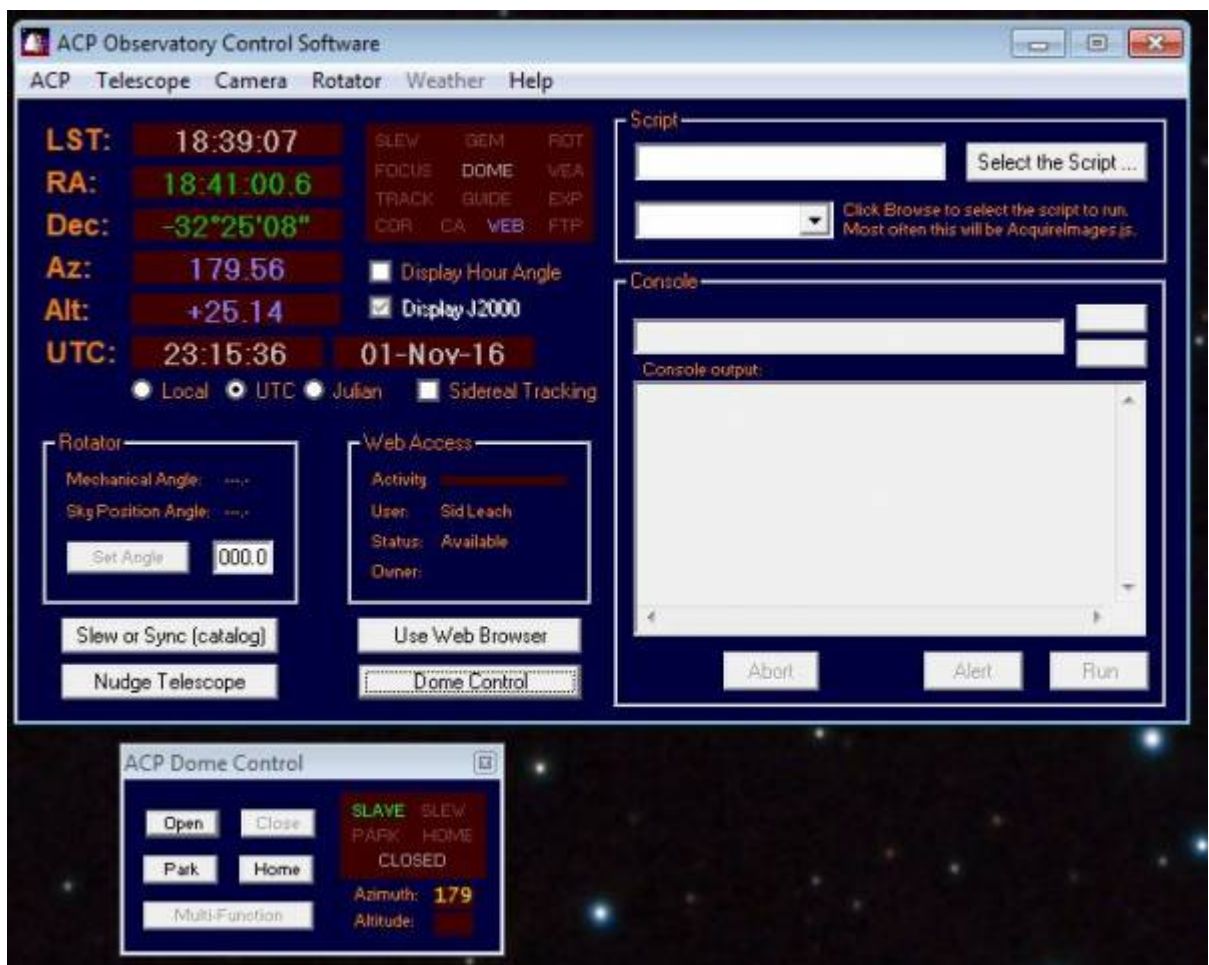 ACP Observatory Control Software
ACP Telescope Camera Rotator Weather Help
LST: 18:39:07
RA: 18:41:00.6
Dec: -32°25'08"
Az: 179.56
Alt: +25.14
UTC: 23:15:36 01-Nov-16
Local UTC Julian Sidereal Tracking
SLEW GEM ROT
FOCUS DOME WEA
TRACK GUIDE EXP
COR CA WEB FTP
Display Hour Angle
Display J2000
Rotator
Mechanical Angle: ---.-
Sky Position Angle: ---.-
Set Angle 000.0
Web Access
Activity
User: Sid Leach
Status: Available
Owner:
Slew or Sync (catalog)
Use Web Browser
Nudge Telescope
Dome Control
Script
Select the Script ...
Click Browse to select the script to run.
Most often this will be AcquireImages.js.
Console
Console output:
Abort Alert Run
ACP Dome Control
Open Close
Park Home
Multi-Function
SLAVE SLEW
PARK HOME
CLOSED
Azimuth: 179
Altitude: